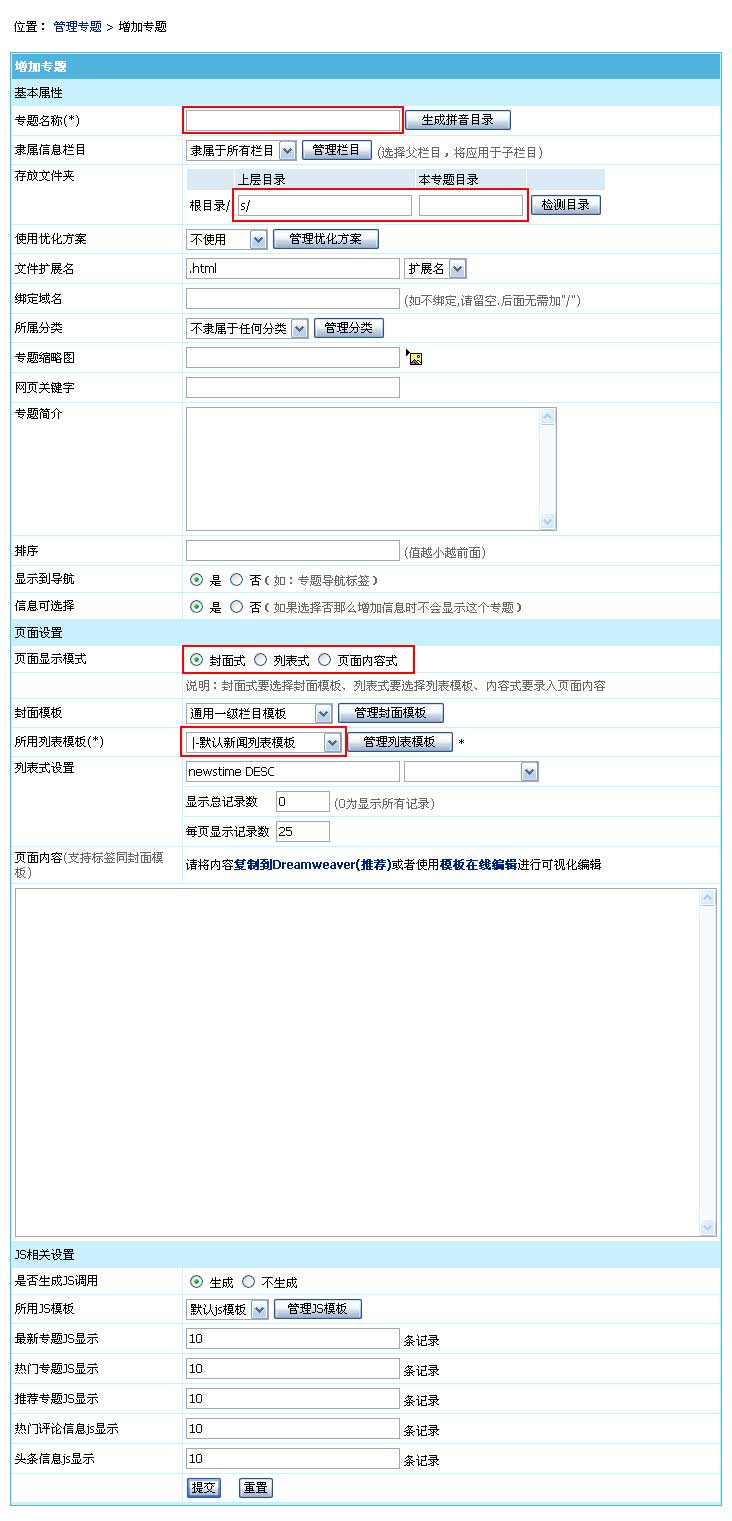 位置： 管理专题 > 增加专题
增加专题
基本属性
专题名称(*) 生成拼音目录
隶属信息栏目 隶属于所有栏目 管理栏目 (选择父栏目，将应用于子栏目)
存放文件夹 上层目录 本专题目录
根目录/ s/ 检测目录
使用优化方案 不使用 管理优化方案
文件扩展名 .html 扩展名
绑定域名 (如不绑定,请留空.后面无需加"/")
所属分类 不隶属于任何分类 管理分类
专题缩略图
网页关键字
专题简介
排序 (值越小越前面)
显示到导航 是 否 (如：专题导航标签)
信息可选择 是 否 (如果选择否那么增加信息时不会显示这个专题)
页面设置
页面显示模式 封面式 列表式 页面内容式
说明：封面式要选择封面模板、列表式要选择列表模板、内容式要录入页面内容
封面模板 通用一级栏目模板 管理封面模板
所用列表模板(*) |-默认新闻列表模板 管理列表模板 *
列表式设置 newstime DESC
显示总记录数 0 (0为显示所有记录)
每页显示记录数 25
页面内容(支持标签同封面模板) 请将内容复制到Dreamweaver(推荐)或者使用模板在线编辑进行可视化编辑
JS相关设置
是否生成JS调用 生成 不生成
所用JS模板 默认js模板 管理JS模板
最新专题JS显示 10 条记录
热门专题JS显示 10 条记录
推荐专题JS显示 10 条记录
热门评论信息js显示 10 条记录
头条信息js显示 10 条记录
提交 重置